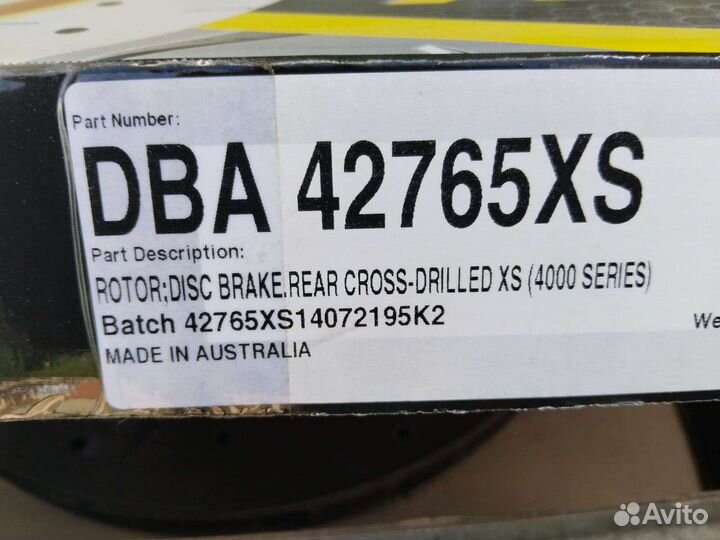 Part Number:
DBA 42765XS
Part Description:
ROTOR;DISC BRAKE.REAR CROSS-DRILLED XS (4000 SERIES)
Batch 42765XS14072195K2
We
MADE IN AUSTRALIA
Avito